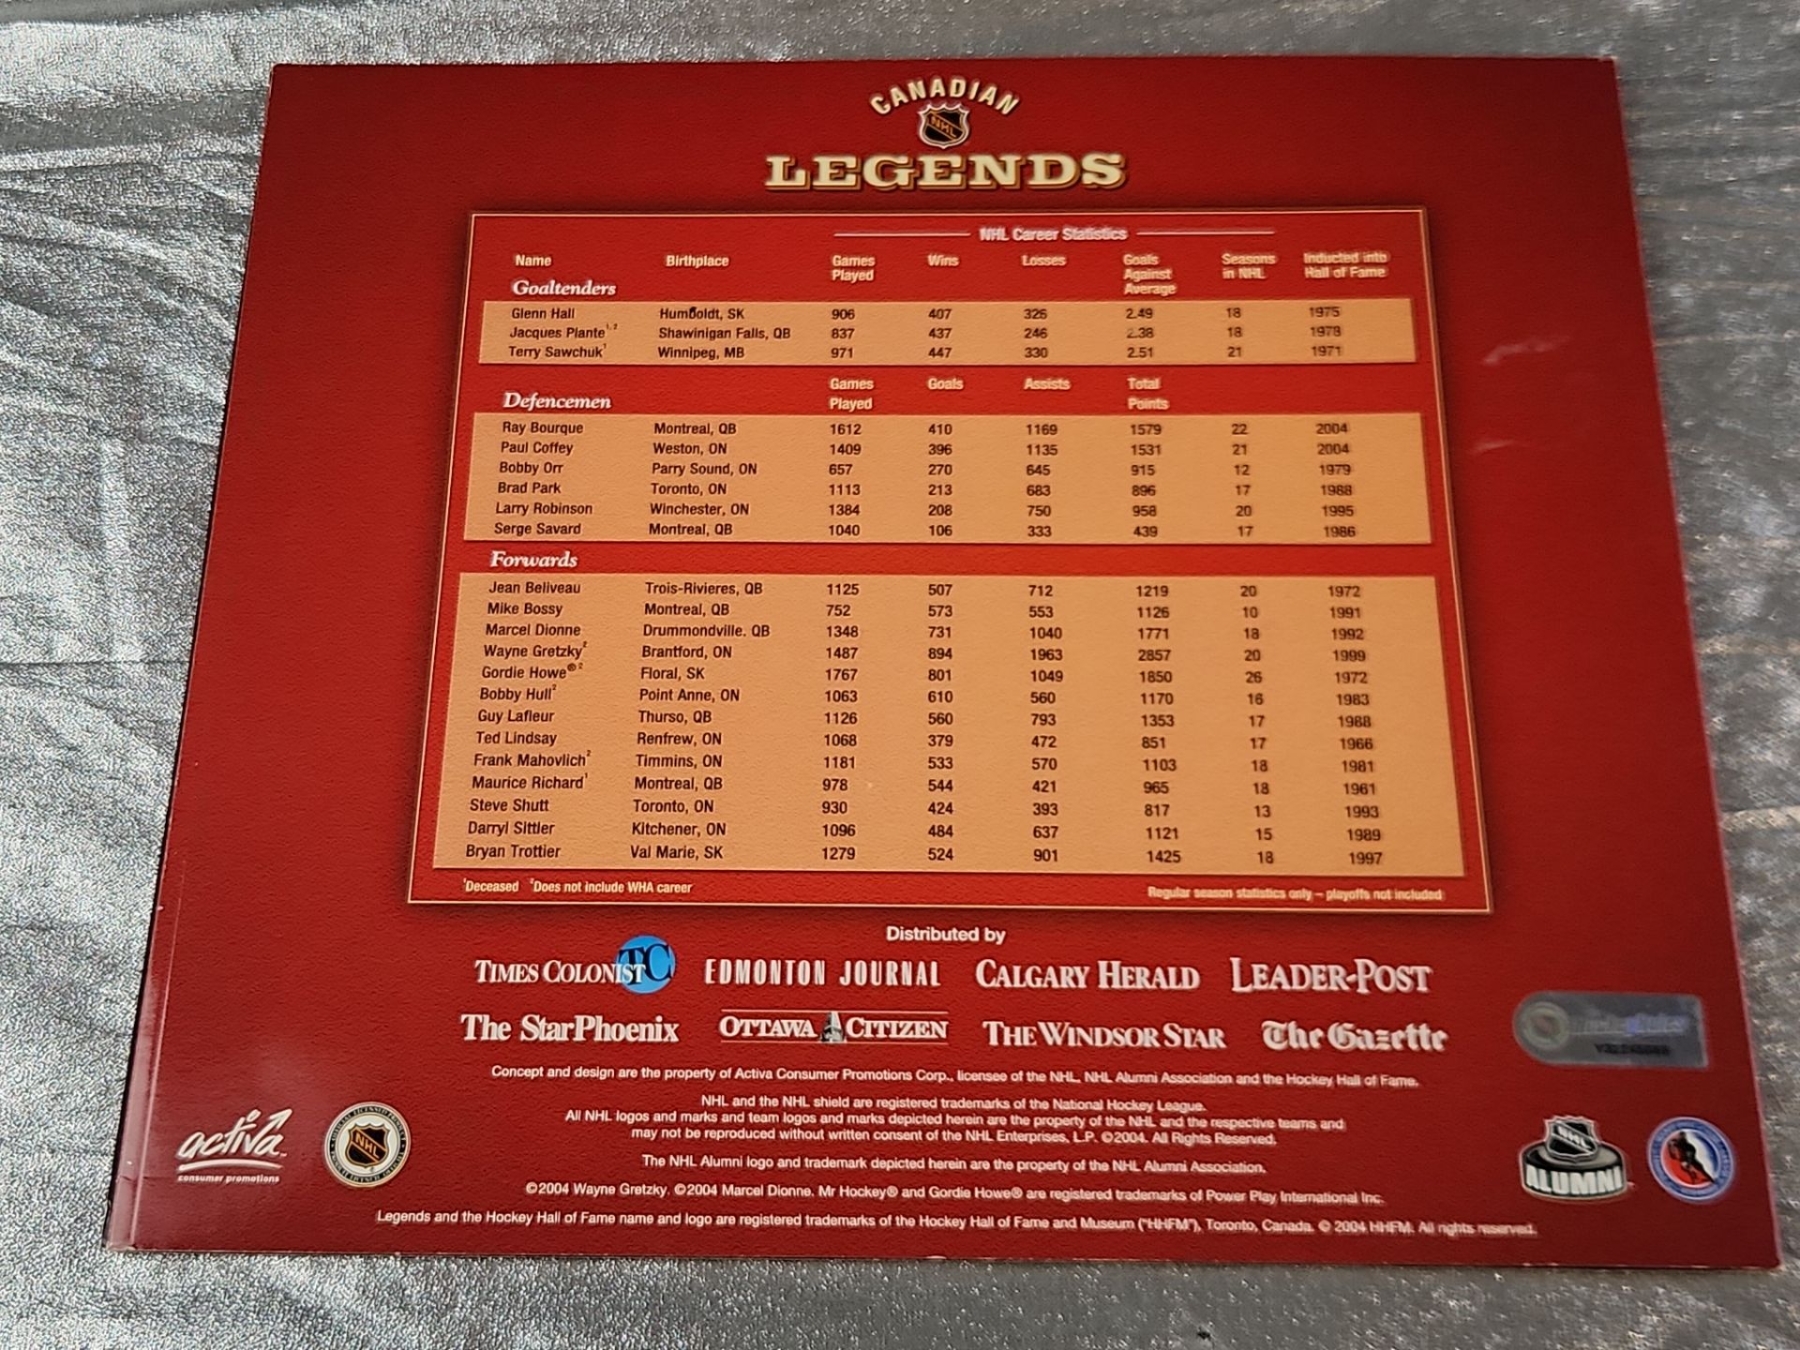 CANADIAN
NHL
LEGENDS
NHL Career Statistics
Name Birthplace Games Played Wins Losses Goals Against Average Seasons in NHL Inducted into Hall of Fame
Goaltenders
Glenn Hall Humboldt, SK 906 407 326 2.49 18 1975
Jacques Plante¹,² Shawinigan Falls, QB 837 437 246 2.38 18 1978
Terry Sawchuk¹ Winnipeg, MB 971 447 330 2.51 21 1971
Games Played Goals Assists Total Points
Defencemen
Ray Bourque Montreal, QB 1612 410 1169 1579 22 2004
Paul Coffey Weston, ON 1409 396 1135 1531 21 2004
Bobby Orr Parry Sound, ON 657 270 645 915 12 1979
Brad Park Toronto, ON 1113 213 683 896 17 1988
Larry Robinson Winchester, ON 1384 208 750 958 20 1995
Serge Savard Montreal, QB 1040 106 333 439 17 1986
Forwards
Jean Beliveau Trois-Rivieres, QB 1125 507 712 1219 20 1972
Mike Bossy Montreal, QB 752 573 553 1126 10 1991
Marcel Dionne Drummondville. QB 1348 731 1040 1771 18 1992
Wayne Gretzky² Brantford, ON 1487 894 1963 2857 20 1999
Gordie Howe®² Floral, SK 1767 801 1049 1850 26 1972
Bobby Hull² Point Anne, ON 1063 610 560 1170 16 1983
Guy Lafleur Thurso, QB 1126 560 793 1353 17 1988
Ted Lindsay Renfrew, ON 1068 379 472 851 17 1966
Frank Mahovlich² Timmins, ON 1181 533 570 1103 18 1981
Maurice Richard¹ Montreal, QB 978 544 421 965 18 1961
Steve Shutt Toronto, ON 930 424 393 817 13 1993
Darryl Sittler Kitchener, ON 1096 484 637 1121 15 1989
Bryan Trottier Val Marie, SK 1279 524 901 1425 18 1997
¹Deceased ²Does not include WHA career Regular season statistics only – playoffs not included
Distributed by
TIMES COLONIST TC EDMONTON JOURNAL CALGARY HERALD LEADER-POST
The StarPhoenix OTTAWA CITIZEN THE WINDSOR STAR The Gazette
Concept and design are the property of Activa Consumer Promotions Corp., licensee of the NHL, NHL Alumni Association and the Hockey Hall of Fame.
NHL and the NHL shield are registered trademarks of the National Hockey League.
All NHL logos and marks and team logos and marks depicted herein are the property of the NHL and the respective teams and
may not be reproduced without written consent of the NHL Enterprises, L.P. ©2004. All Rights Reserved.
The NHL Alumni logo and trademark depicted herein are the property of the NHL Alumni Association.
©2004 Wayne Gretzky. ©2004 Marcel Dionne. Mr Hockey® and Gordie Howe® are registered trademarks of Power Play International Inc.
Legends and the Hockey Hall of Fame name and logo are registered trademarks of the Hockey Hall of Fame and Museum ("HHFM"), Toronto, Canada. © 2004 HHFM. All rights reserved.
activa™
consumer promotions
NHL
NHL
ALUMNI